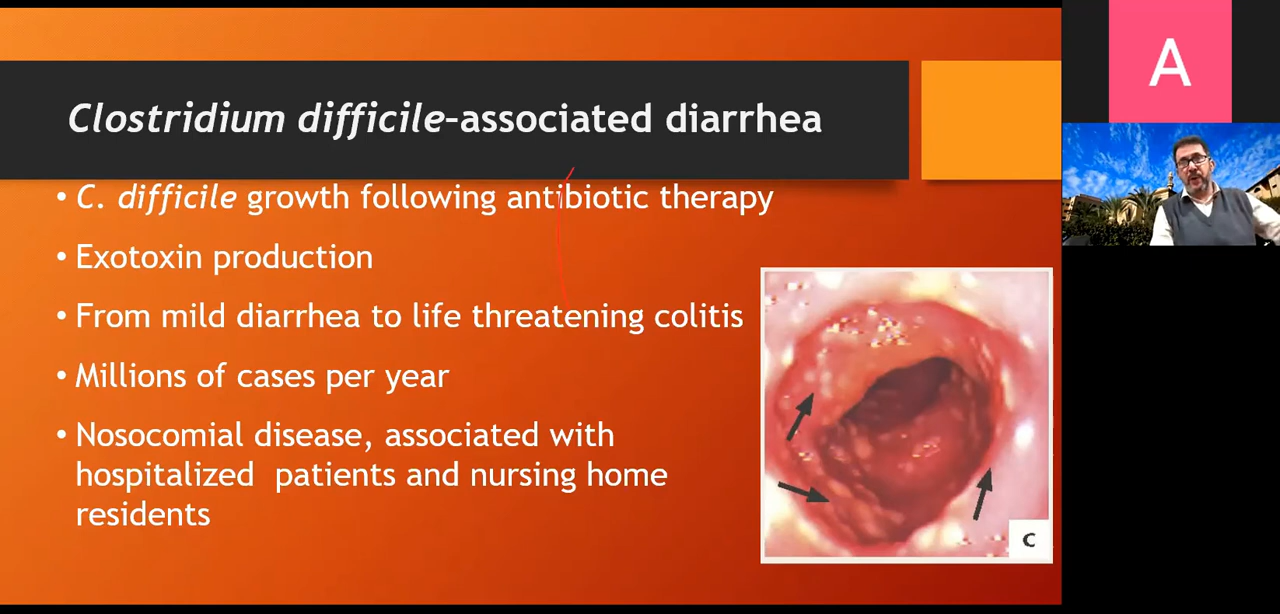 Clostridium difficile–associated diarrhea
• C. difficile growth following antibiotic therapy
• Exotoxin production
• From mild diarrhea to life threatening colitis
• Millions of cases per year
• Nosocomial disease, associated with
hospitalized  patients and nursing home
residents
C
A